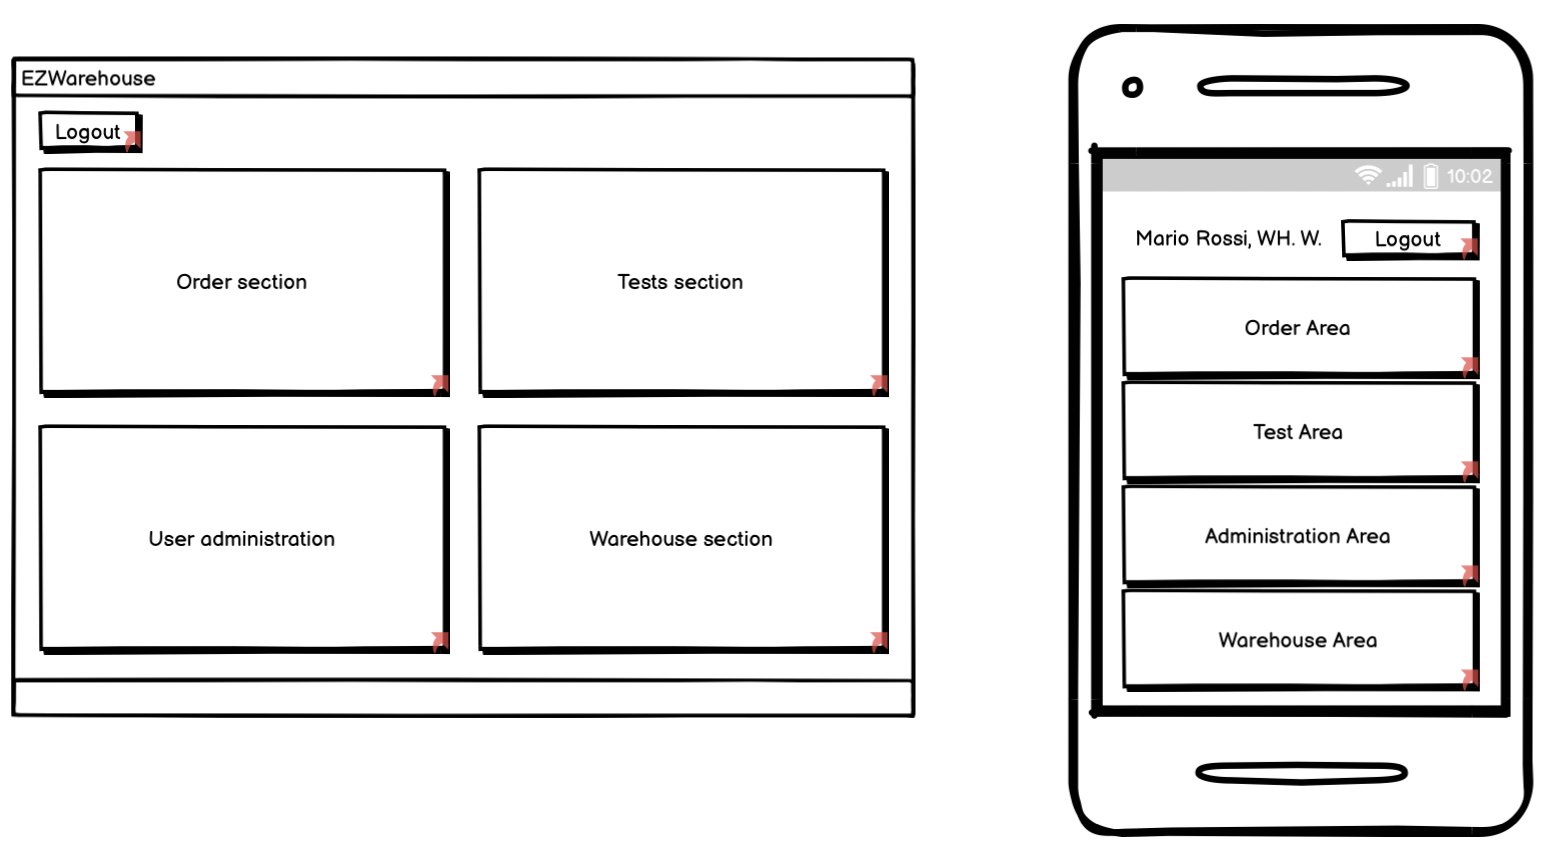 EZWarehouse
Logout
Order section
Tests section
User administration
Warehouse section
10:02
Mario Rossi, WH. W.
Logout
Order Area
Test Area
Administration Area
Warehouse Area